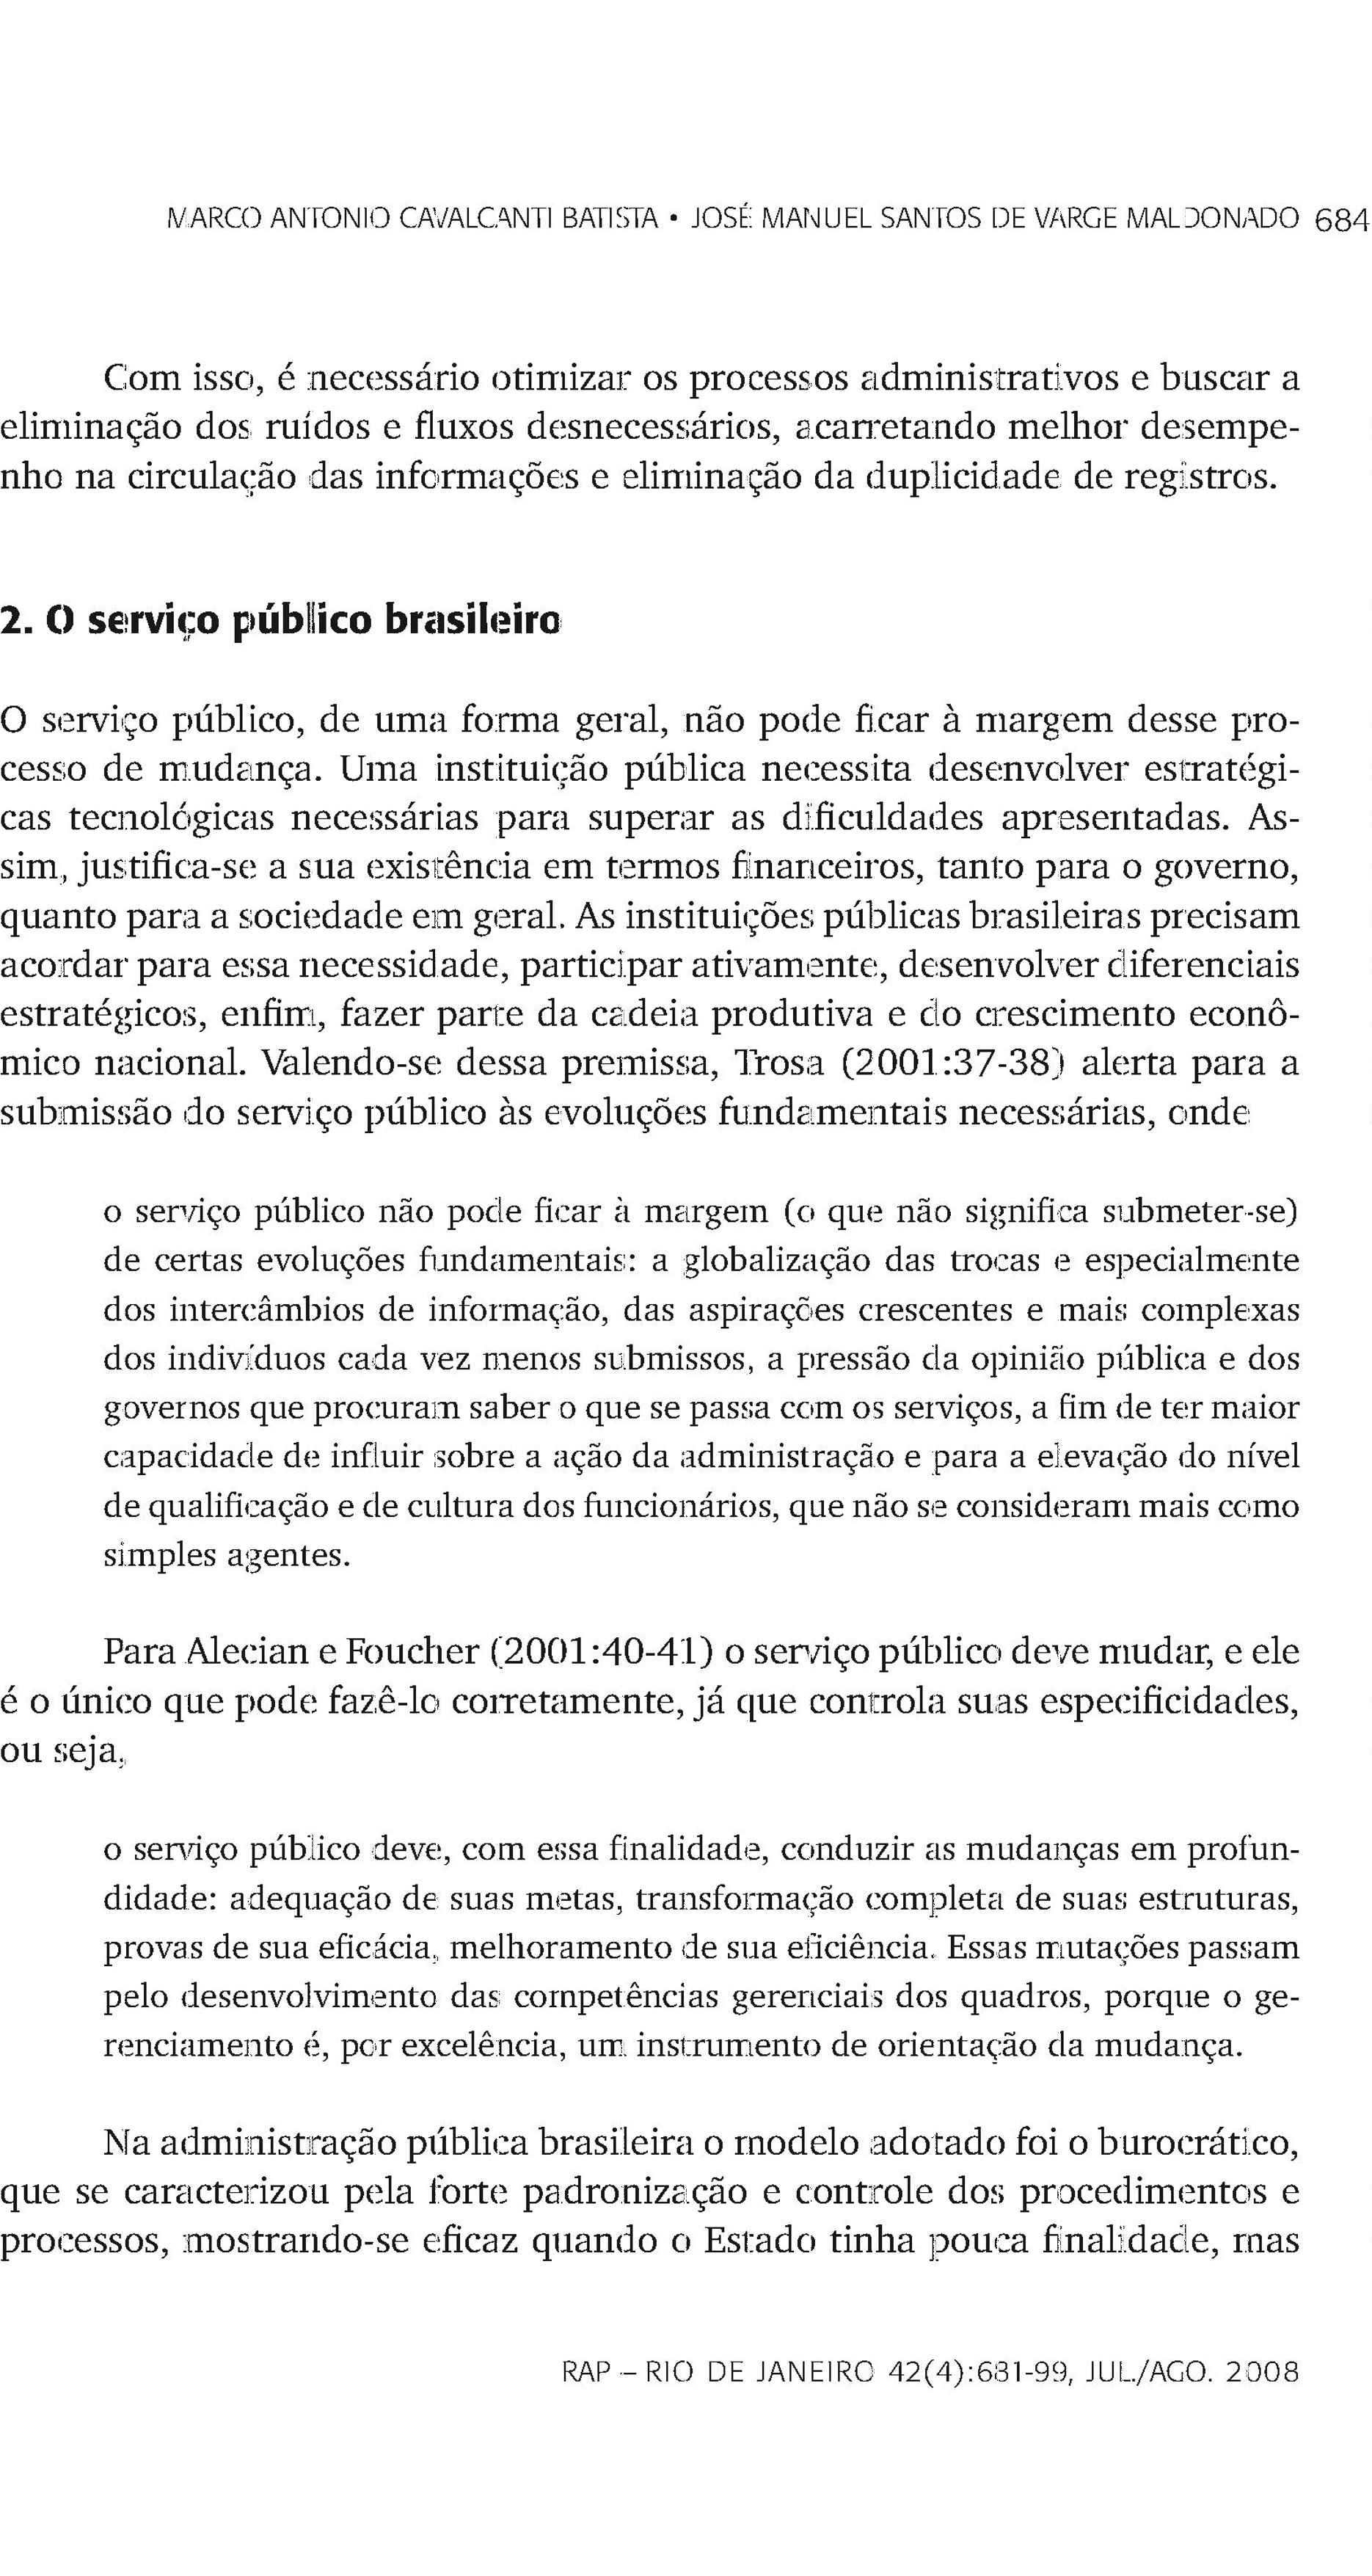 MARCO ANTONIO CAVALCANTI BATISTA • JOSÉ MANUEL SANTOS DE VARGE MALDONADO 684
Com isso, é necessário otimizar os processos administrativos e buscar a
eliminação dos ruídos e fluxos desnecessários, acarretando melhor desempe-
nho na circulação das informações e eliminação da duplicidade de registros.
2. O serviço público brasileiro
O serviço público, de uma forma geral, não pode ficar à margem desse pro-
cesso de mudança. Uma instituição pública necessita desenvolver estratégi-
cas tecnológicas necessárias para superar as dificuldades apresentadas. As-
sim, justifica-se a sua existência em termos financeiros, tanto para o governo,
quanto para a sociedade em geral. As instituições públicas brasileiras precisam
acordar para essa necessidade, participar ativamente, desenvolver diferenciais
estratégicos, enfim, fazer parte da cadeia produtiva e do crescimento econô-
mico nacional. Valendo-se dessa premissa, Trosa (2001:37-38) alerta para a
submissão do serviço público às evoluções fundamentais necessárias, onde
o serviço público não pode ficar à margem (o que não significa submeter-se)
de certas evoluções fundamentais: a globalização das trocas e especialmente
dos intercâmbios de informação, das aspirações crescentes e mais complexas
dos indivíduos cada vez menos submissos, a pressão da opinião pública e dos
governos que procuram saber o que se passa com os serviços, a fim de ter maior
capacidade de influir sobre a ação da administração e para a elevação do nível
de qualificação e de cultura dos funcionários, que não se consideram mais como
simples agentes.
Para Alecian e Foucher (2001:40-41) o serviço público deve mudar, e ele
é o único que pode fazê-lo corretamente, já que controla suas especificidades,
ou seja,
o serviço público deve, com essa finalidade, conduzir as mudanças em profun-
didade: adequação de suas metas, transformação completa de suas estruturas,
provas de sua eficácia, melhoramento de sua eficiência. Essas mutações passam
pelo desenvolvimento das competências gerenciais dos quadros, porque o ge-
renciamento é, por excelência, um instrumento de orientação da mudança.
Na administração pública brasileira o modelo adotado foi o burocrático,
que se caracterizou pela forte padronização e controle dos procedimentos e
processos, mostrando-se eficaz quando o Estado tinha pouca finalidade, mas
RAP – RIO DE JANEIRO 42(4):681-99, JUL./AGO. 2008